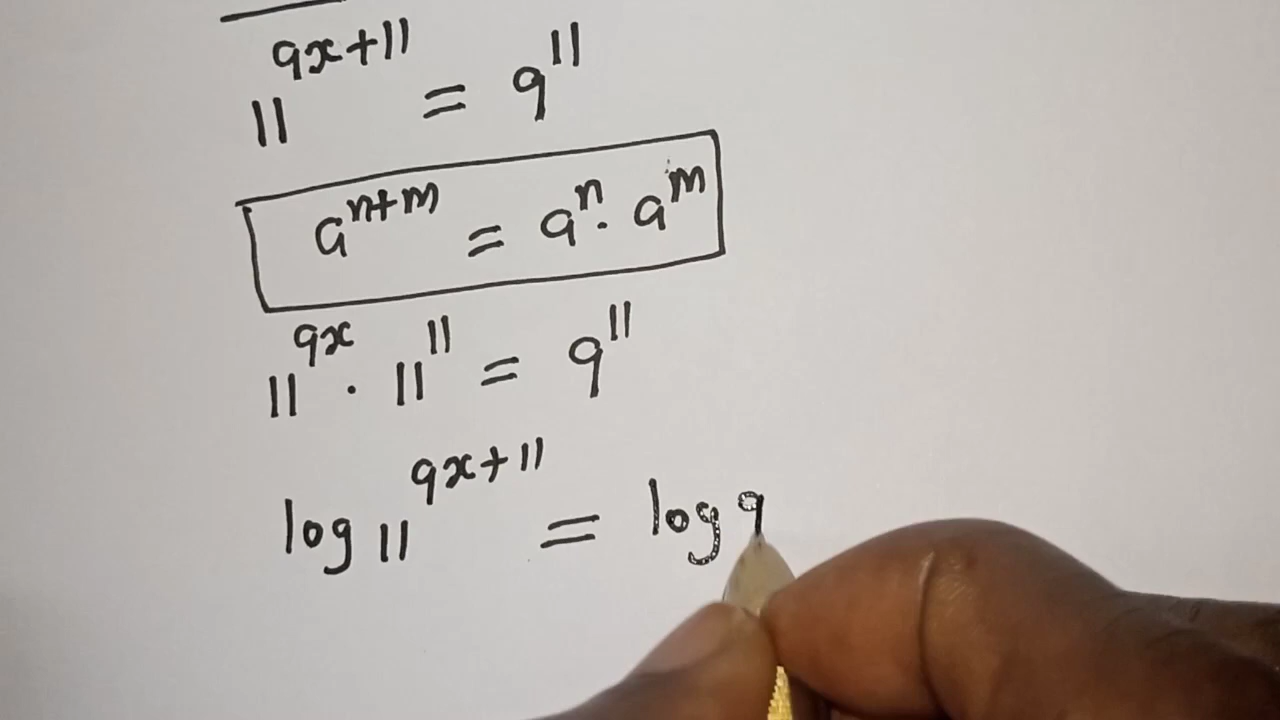 11^{9x+11} = 9^{11}
a^{n+m} = a^n · a^m
11^{9x} · 11^{11} = 9^{11}
log 11^{9x+11} = log 9